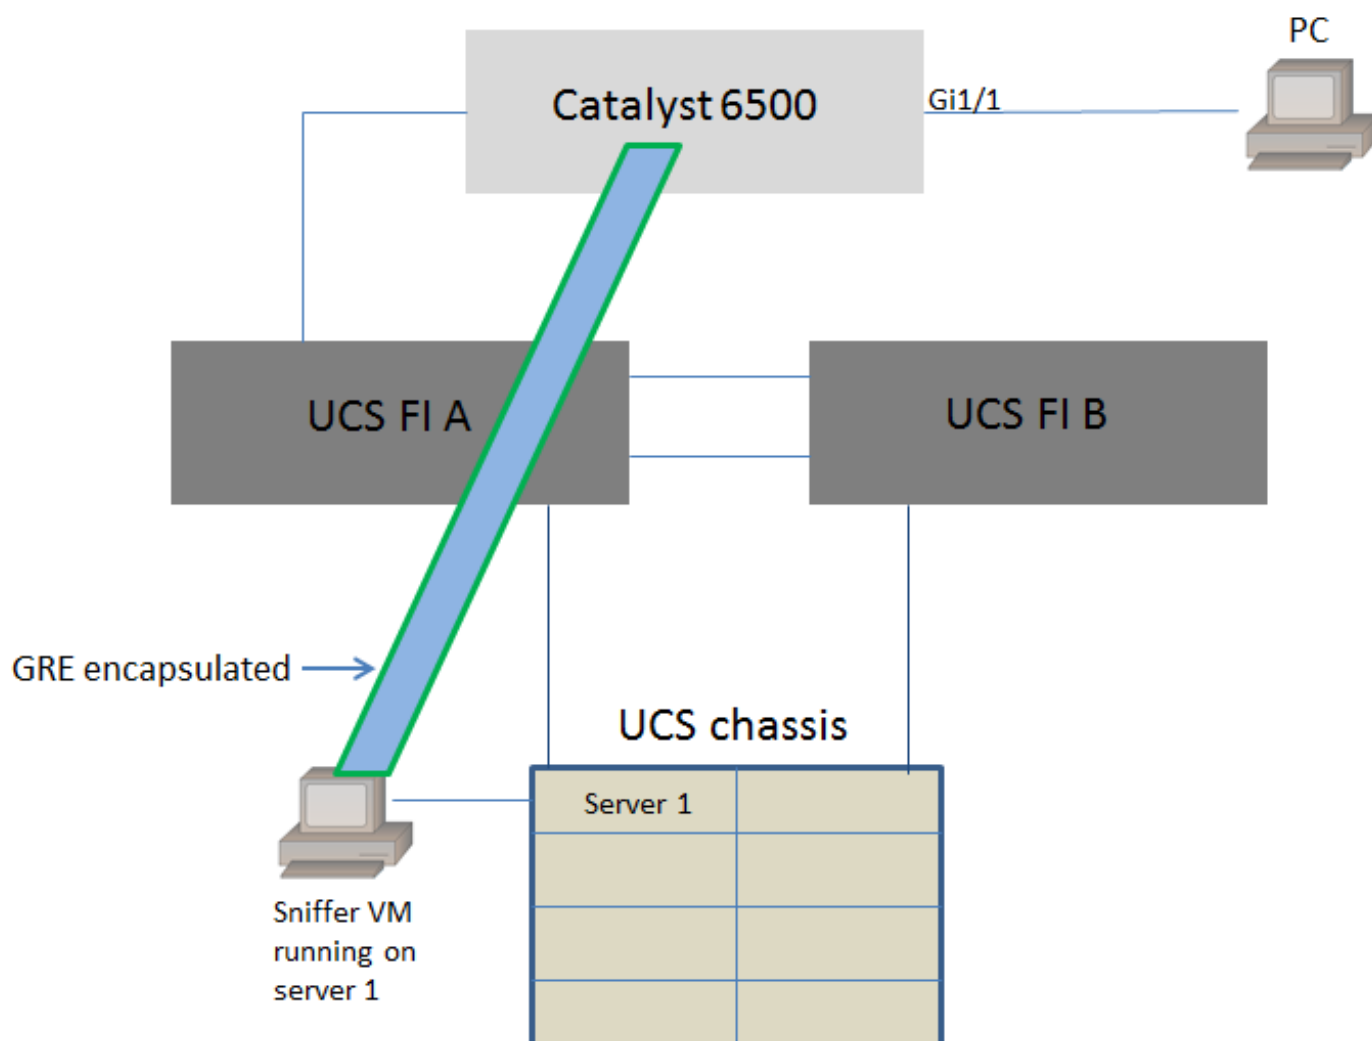 PC
Catalyst 6500
Gi1/1
UCS FI A
UCS FI B
GRE encapsulated
UCS chassis
Server 1
Sniffer VM
running on
server 1